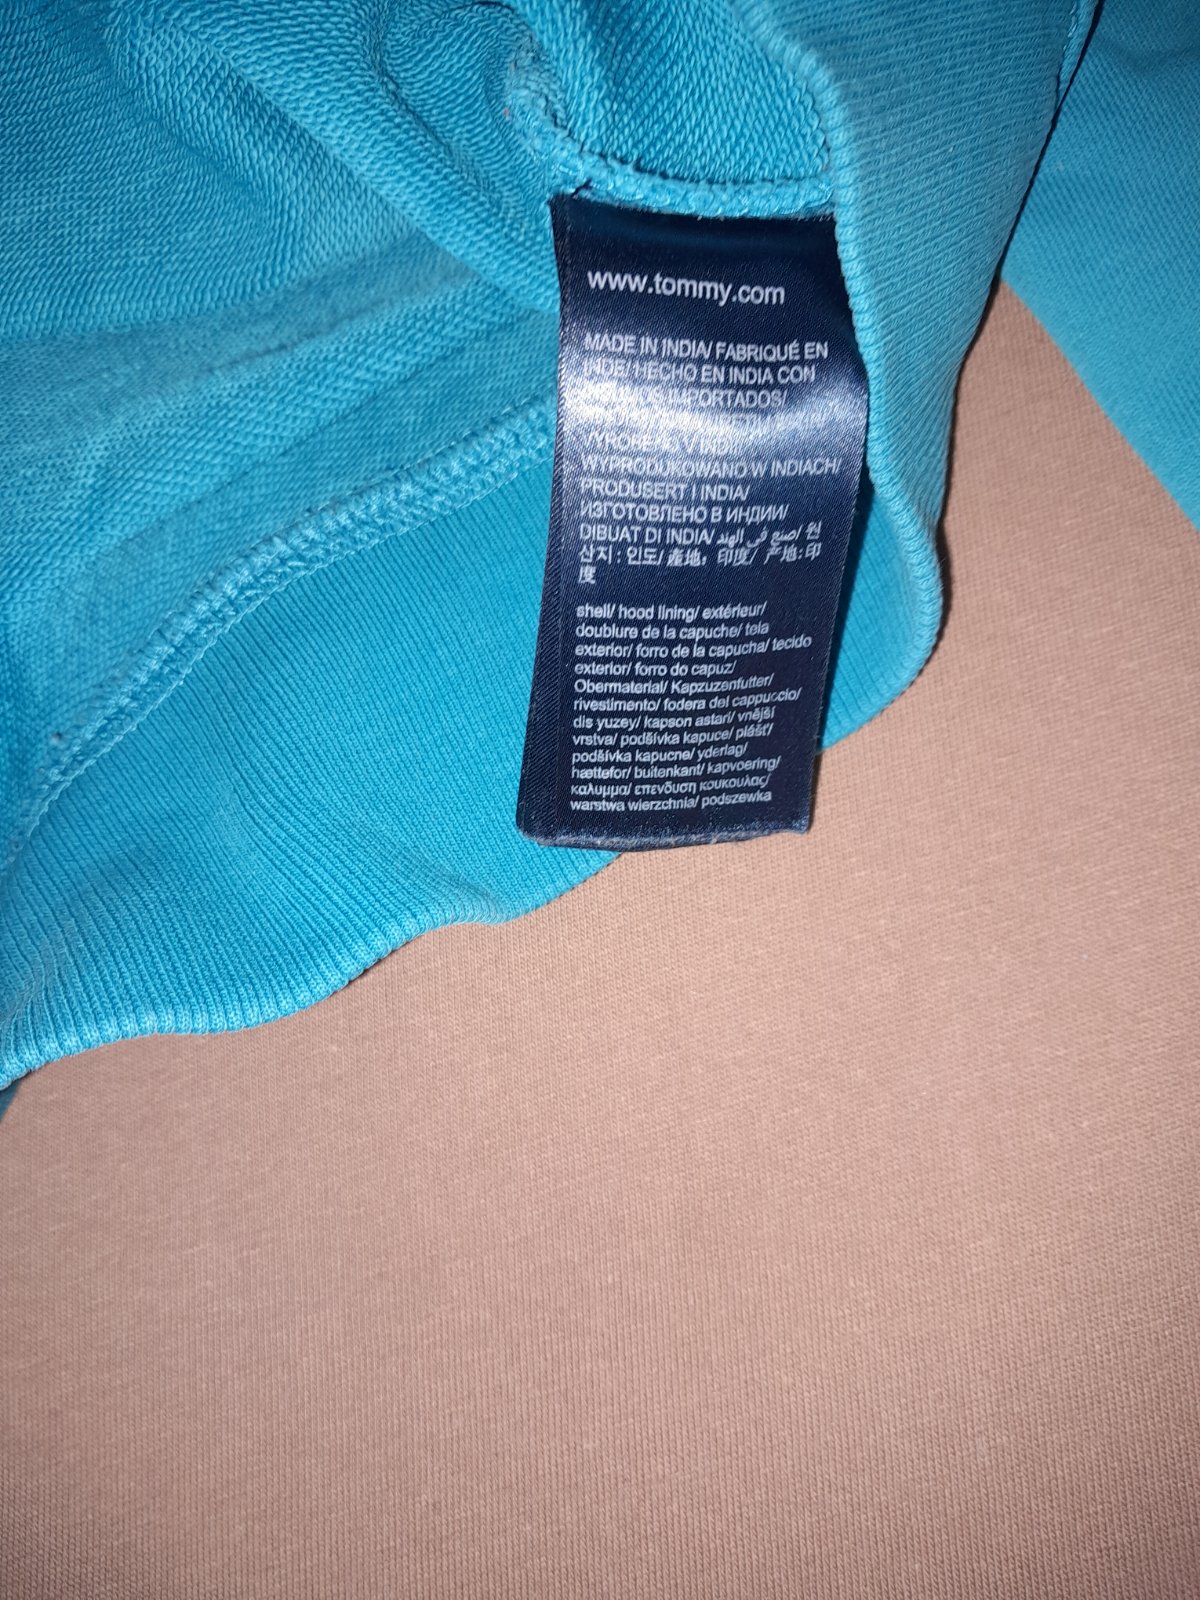 www.tommy.com
MADE IN INDIA/ FABRIQUÉ EN
INDE/ HECHO EN INDIA CON
IMPORTADOS/
WYPRODUKOWANO W INDIACH/
PRODUSERT I INDIA/
ИЗГОТОВЛЕНО В ИНДИИ/
DIBUAT DI INDIA/ صنع في الهند/ 원
산지 : 인도/ 產地：印度/ 产地:印
度
shell/ hood lining/ extérieur/
doublure de la capuche/ tela
exterior/ forro de la capucha/ tecido
exterior/ forro do capuz/
Obermaterial/ Kapzuzenfutter/
rivestimento/ fodera del cappuccio/
dis yuzey/ kapson astari/ vnější
vrstva/ podšívka kapuce/ plášť/
podšívka kapucne/ yderlag/
hættefor/ buitenkant/ kapvoering/
καλυμμα/ επενδυση κουκουλας/
warstwa wierzchnia/ podszewka